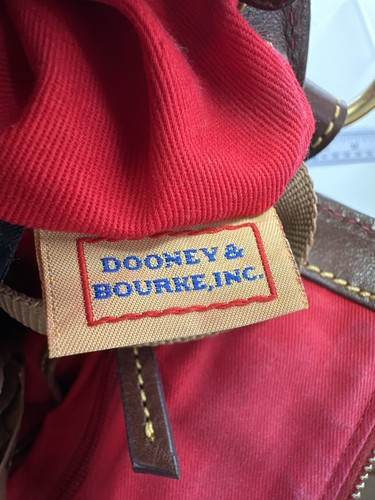 DOONEY &
BOURKE, INC.